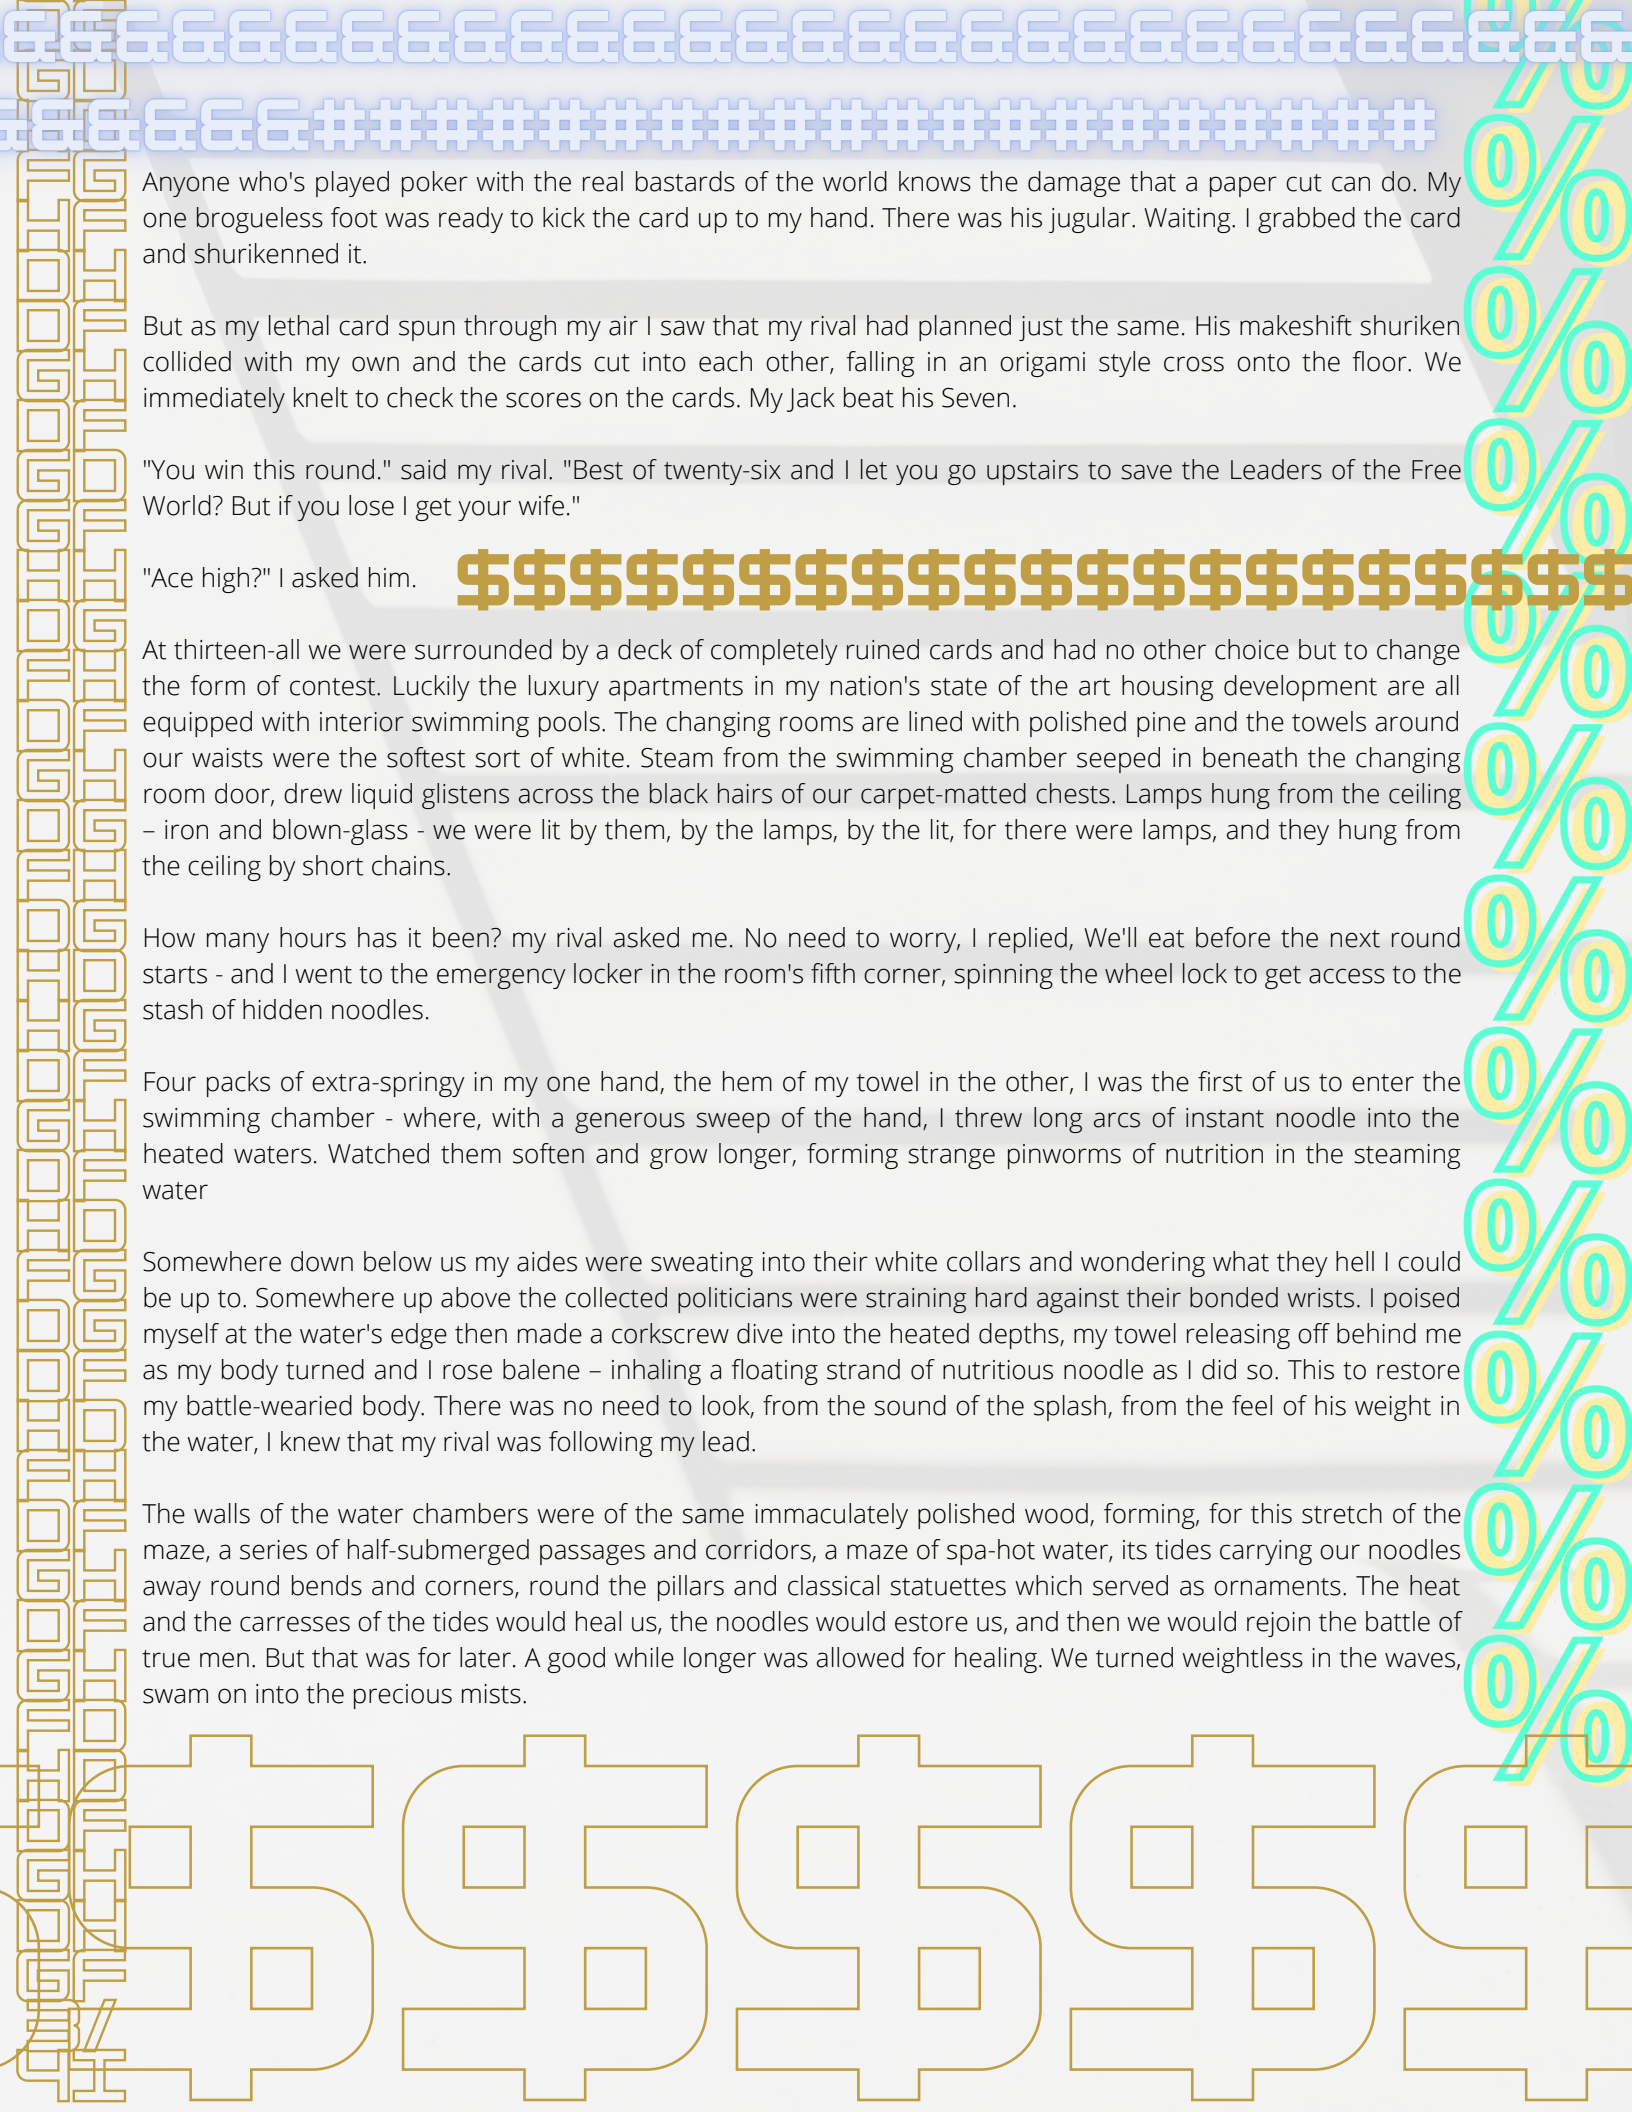 &&&&&&&&&&&&&&&&&&&&&&&&&&&&&
&&&&&&####################
Anyone who's played poker with the real bastards of the world knows the damage that a paper cut can do. My
one brogueless foot was ready to kick the card up to my hand. There was his jugular. Waiting. I grabbed the card
and shurikenned it.
But as my lethal card spun through my air I saw that my rival had planned just the same. His makeshift shuriken
collided with my own and the cards cut into each other, falling in an origami style cross onto the floor. We
immediately knelt to check the scores on the cards. My Jack beat his Seven.
"You win this round." said my rival. "Best of twenty-six and I let you go upstairs to save the Leaders of the Free
World? But if you lose I get your wife."
"Ace high?" I asked him. $$$$$$$$$$$$$$$$$$$$$
At thirteen-all we were surrounded by a deck of completely ruined cards and had no other choice but to change
the form of contest. Luckily the luxury apartments in my nation's state of the art housing development are all
equipped with interior swimming pools. The changing rooms are lined with polished pine and the towels around
our waists were the softest sort of white. Steam from the swimming chamber seeped in beneath the changing
room door, drew liquid glistens across the black hairs of our carpet-matted chests. Lamps hung from the ceiling
– iron and blown-glass - we were lit by them, by the lamps, by the lit, for there were lamps, and they hung from
the ceiling by short chains.
How many hours has it been? my rival asked me. No need to worry, I replied, We'll eat before the next round
starts - and I went to the emergency locker in the room's fifth corner, spinning the wheel lock to get access to the
stash of hidden noodles.
Four packs of extra-springy in my one hand, the hem of my towel in the other, I was the first of us to enter the
swimming chamber - where, with a generous sweep of the hand, I threw long arcs of instant noodle into the
heated waters. Watched them soften and grow longer, forming strange pinworms of nutrition in the steaming
water
Somewhere down below us my aides were sweating into their white collars and wondering what they hell I could
be up to. Somewhere up above the collected politicians were straining hard against their bonded wrists. I poised
myself at the water's edge then made a corkscrew dive into the heated depths, my towel releasing off behind me
as my body turned and I rose balene – inhaling a floating strand of nutritious noodle as I did so. This to restore
my battle-wearied body. There was no need to look, from the sound of the splash, from the feel of his weight in
the water, I knew that my rival was following my lead.
The walls of the water chambers were of the same immaculately polished wood, forming, for this stretch of the
maze, a series of half-submerged passages and corridors, a maze of spa-hot water, its tides carrying our noodles
away round bends and corners, round the pillars and classical statuettes which served as ornaments. The heat
and the carresses of the tides would heal us, the noodles would estore us, and then we would rejoin the battle of
true men. But that was for later. A good while longer was allowed for healing. We turned weightless in the waves,
swam on into the precious mists.
$$$$$
%%%%%%%%%%%%